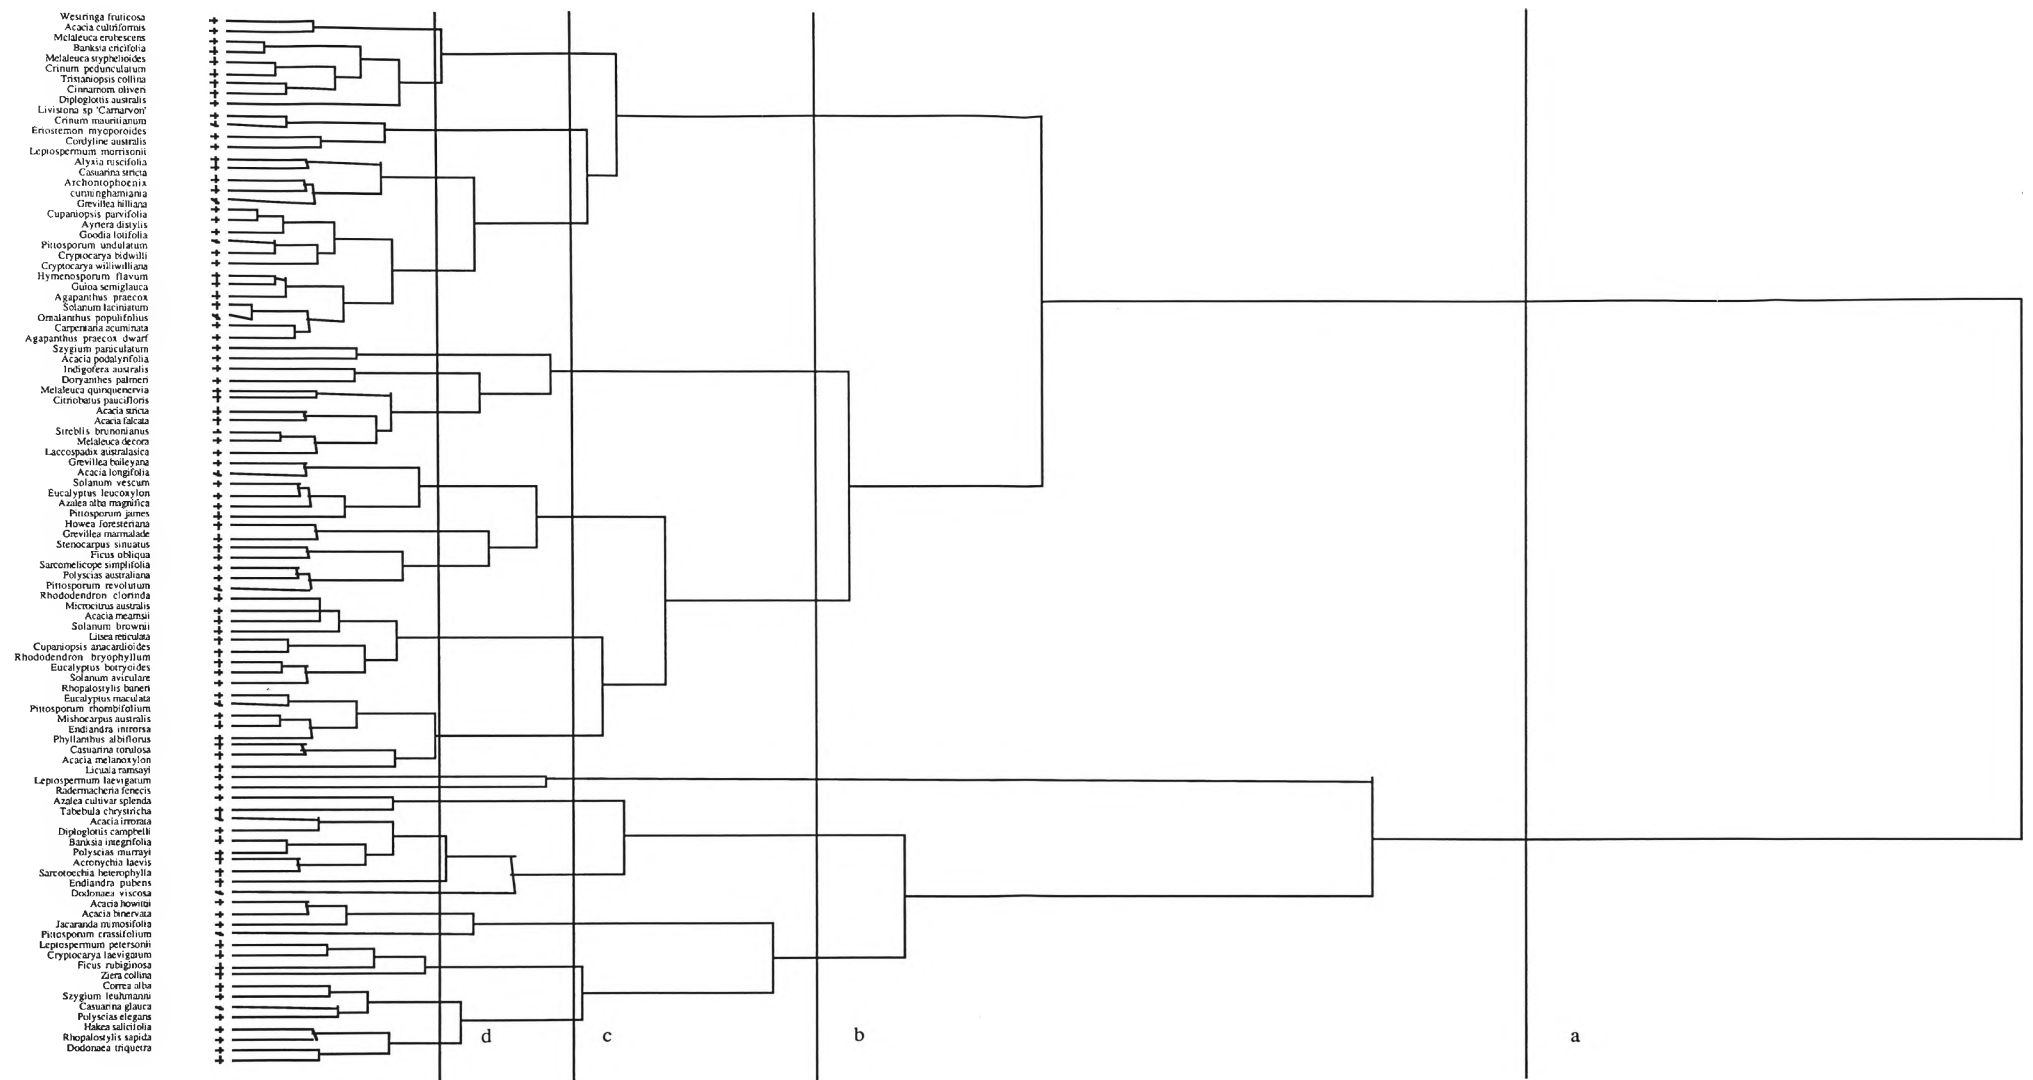 Westringa fruticosa
Acacia cultriformis
Melaleuca erubescens
Banksia ericifolia
Melaleuca styphelioides
Crinum pedunculatum
Tristaniopsis collina
Cinnamom oliveri
Diploglottis australis
Livistona sp 'Carnarvon'
Crinum mauritianum
Eriostemon myoporoides
Cordyline australis
Leptospermum morrisonii
Alyxia ruscifolia
Casuarina stricta
Archontophoenix
cunninghamiania
Grevillea hilliana
Cupaniopsis parvifolia
Aynera distylis
Goodia lotifolia
Pittosporum undulatum
Cryptocarya bidwilli
Cryptocarya williwilliana
Hymenosporum flavum
Guioa semiglauca
Agapanthus praecox
Solanum laciniatum
Omalanthus populifolius
Carpentaria acuminata
Agapanthus praecox dwarf
Szygium paniculatum
Acacia podalyrifolia
Indigofera australis
Doryanthes palmeri
Melaleuca quinquenervia
Citriobatus paucifloris
Acacia stricta
Acacia falcata
Streblis brunonianus
Melaleuca decora
Laccospadix australasica
Grevillea baileyana
Acacia longifolia
Solanum vescum
Eucalyptus leucoxylon
Azalea alba magnifica
Pittosporum james
Howea foresteriana
Grevillea marmalade
Stenocarpus sinuatus
Ficus obliqua
Sarcomelicope simplifolia
Polyscias australiana
Pittosporum revolutum
Rhododendron clorinda
Microcitrus australis
Acacia mearnsii
Solanum brownii
Litsea reticulata
Cupaniopsis anacardioides
Rhododendron bryophyllum
Eucalyptus botryoides
Solanum aviculare
Rhopalostylis baueri
Eucalyptus maculata
Pittosporum rhombifolium
Mishocarpus australis
Endiandra introrsa
Phyllanthus albiflorus
Casuarina torulosa
Acacia melanoxylon
Licuala ramsayi
Leptospermum laevigatum
Radermacheria fenecis
Azalea cultivar splenda
Tabebula chrystricha
Acacia irrorata
Diploglottis campbelli
Banksia integrifolia
Polyscias murrayi
Acronychia laevis
Sarcotoechia heterophylla
Endiandra pubens
Dodonaea viscosa
Acacia howittii
Acacia binervata
Jacaranda mimosifolia
Pittosporum crassifolium
Leptospermum petersonii
Cryptocarya laevigatum
Ficus rubiginosa
Ziera collina
Correa alba
Szygium leuhmanni
Casuarina glauca
Polyscias elegans
Hakea salicifolia
Rhopalostylis sapida
Dodonaea triquetra
d c b a